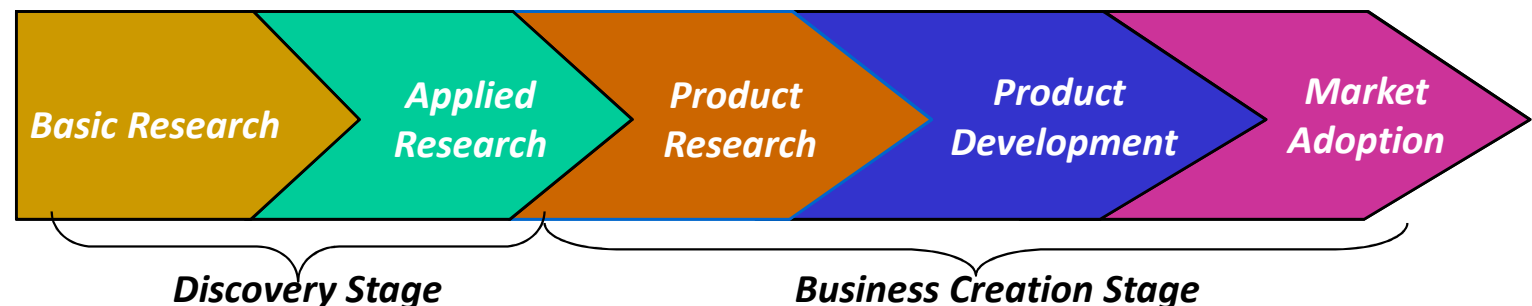 Basic Research
Applied
Research
Product
Research
Product
Development
Market
Adoption
Discovery Stage
Business Creation Stage